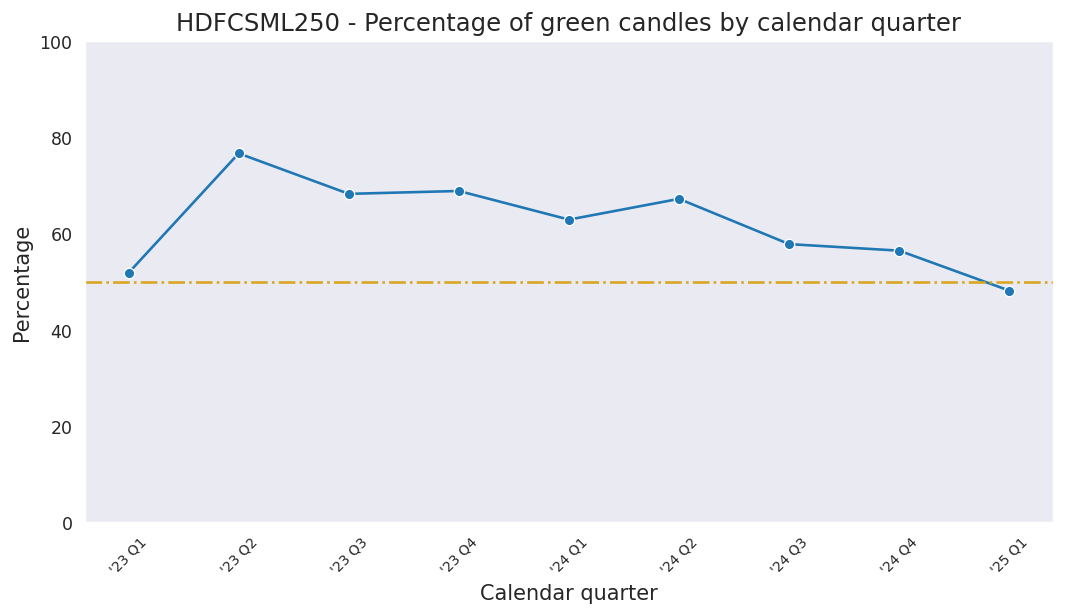 HDFCSML250 - Percentage of green candles by calendar quarter
100
80
60
40
20
0
Percentage
'23 Q1
'23 Q2
'23 Q3
'23 Q4
'24 Q1
'24 Q2
'24 Q3
'24 Q4
'25 Q1
Calendar quarter